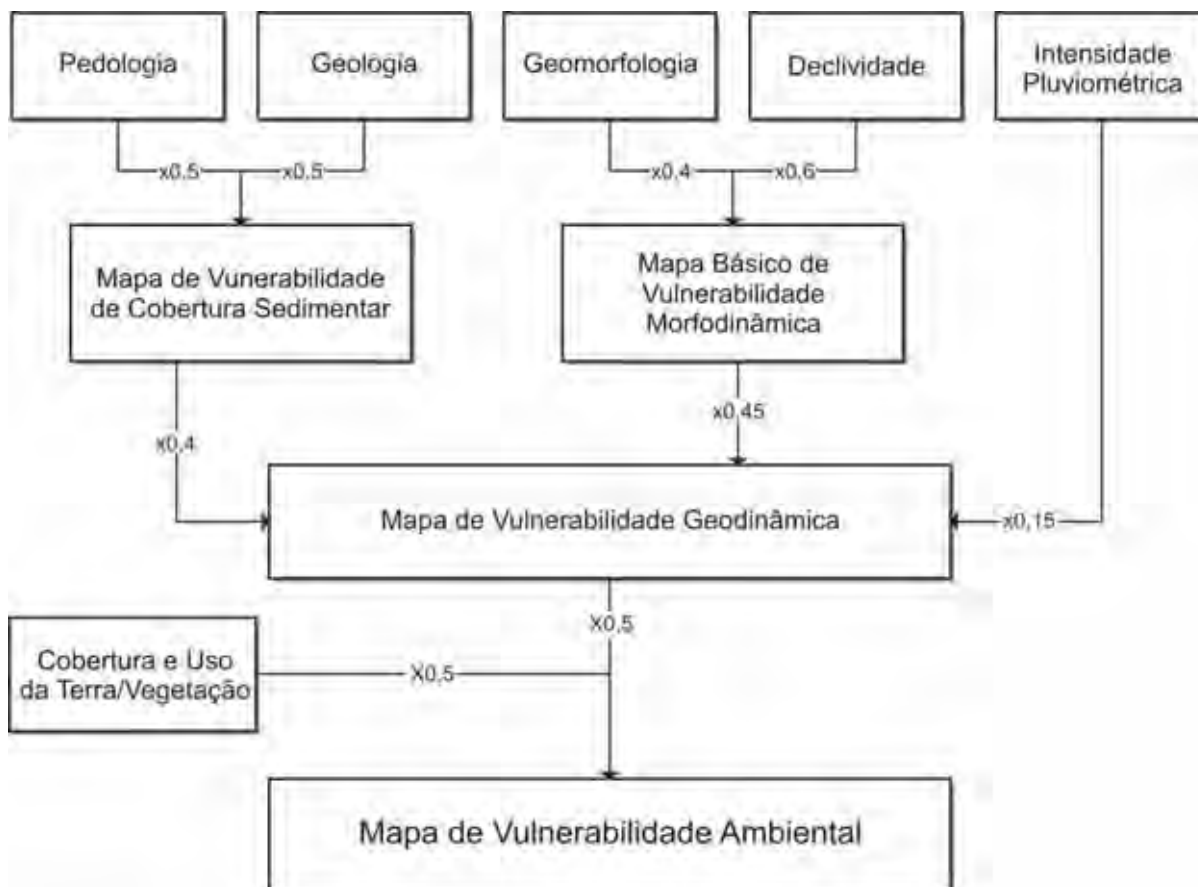 Pedologia
Geologia
Geomorfologia
Declividade
Intensidade
Pluviométrica
x0,5
x0,5
x0,4
x0,6
Mapa de Vunerabilidade
de Cobertura Sedimentar
Mapa Básico de
Vulnerabilidade
Morfodinâmica
x0,4
x0,45
Mapa de Vulnerabilidade Geodinâmica
x0,15
X0,5
Cobertura e Uso
da Terra/Vegetação
X0,5
Mapa de Vulnerabilidade Ambiental